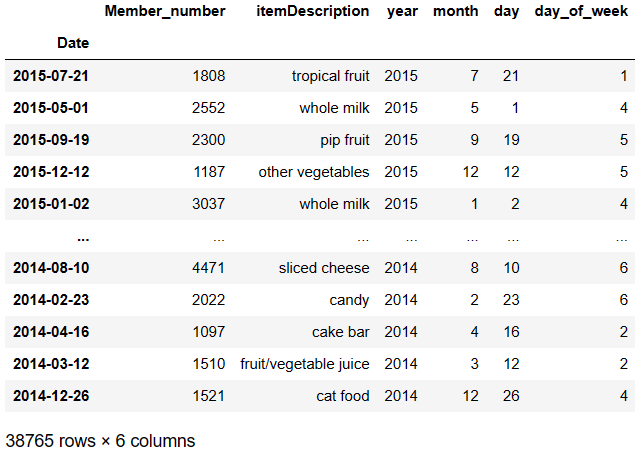 Member_number itemDescription year month day day_of_week
Date
2015-07-21 1808 tropical fruit 2015 7 21 1
2015-05-01 2552 whole milk 2015 5 1 4
2015-09-19 2300 pip fruit 2015 9 19 5
2015-12-12 1187 other vegetables 2015 12 12 5
2015-01-02 3037 whole milk 2015 1 2 4
... ... ... ... ... ... ...
2014-08-10 4471 sliced cheese 2014 8 10 6
2014-02-23 2022 candy 2014 2 23 6
2014-04-16 1097 cake bar 2014 4 16 2
2014-03-12 1510 fruit/vegetable juice 2014 3 12 2
2014-12-26 1521 cat food 2014 12 26 4
38765 rows × 6 columns